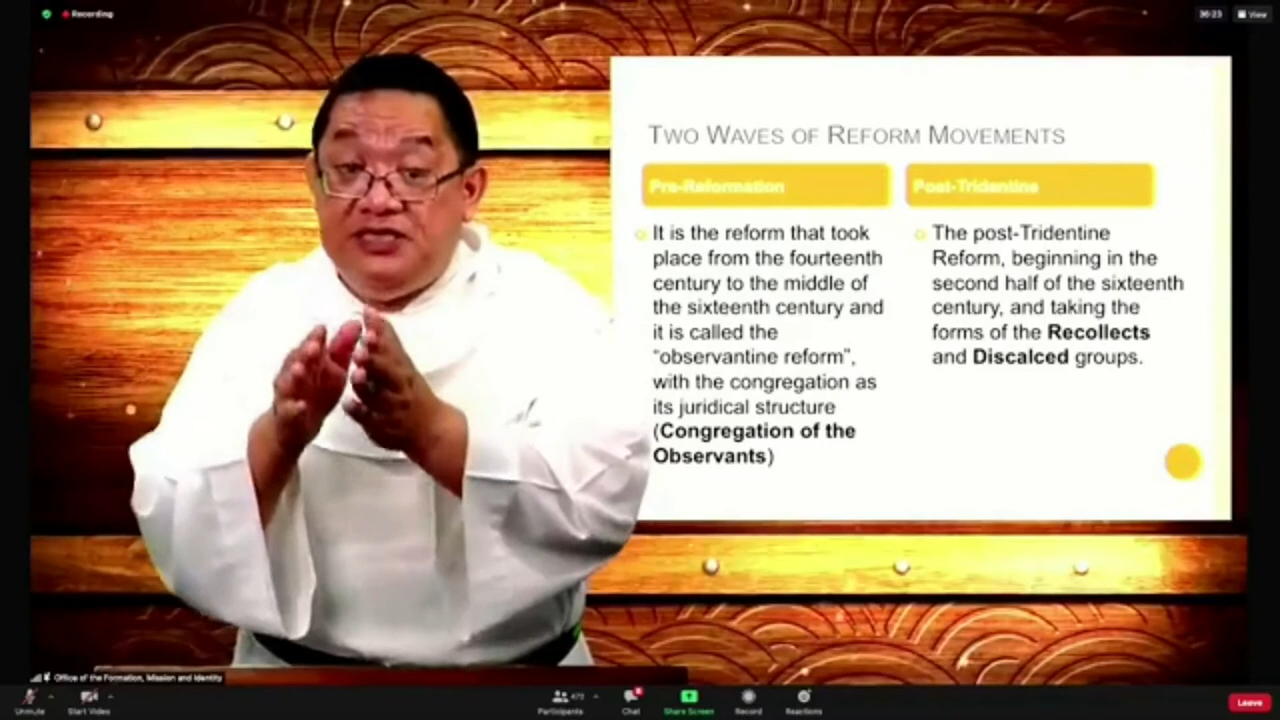 Recording
36:23
View
TWO WAVES OF REFORM MOVEMENTS
Pre-Reformation
Post-Tridentine
It is the reform that took
place from the fourteenth
century to the middle of
the sixteenth century and
it is called the
“observantine reform”,
with the congregation as
its juridical structure
(Congregation of the
Observants)
The post-Tridentine
Reform, beginning in the
second half of the sixteenth
century, and taking the
forms of the Recollects
and Discalced groups.
Office of the Formation, Mission and Identity
Unmute
Start Video
Participants
Chat
Share Screen
Record
Reactions
Leave